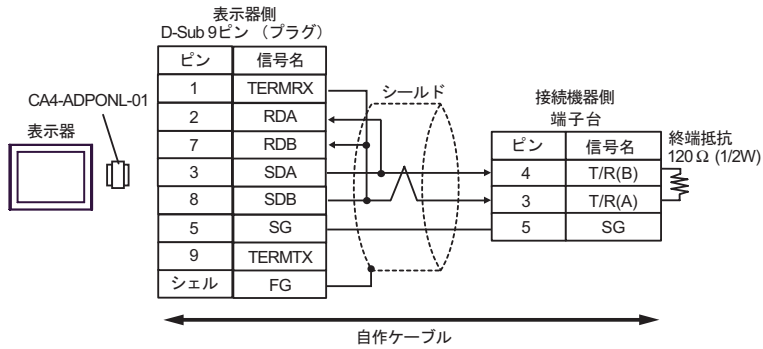 表示器側
D-Sub 9ピン （プラグ）
CA4-ADPONL-01
表示器
ピン 信号名
1 TERMRX
2 RDA
7 RDB
3 SDA
8 SDB
5 SG
9 TERMTX
シェル FG
シールド
接続機器側
端子台
ピン 信号名
4 T/R(B)
3 T/R(A)
5 SG
終端抵抗
120 Ω (1/2W)
自作ケーブル